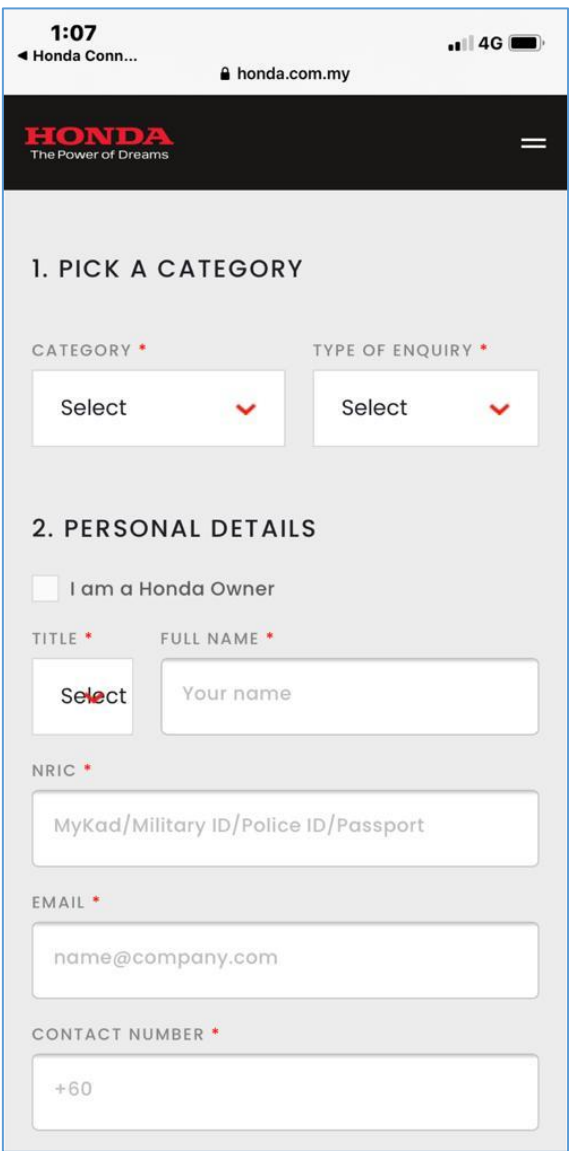 1:07
4G
◀ Honda Conn...
honda.com.my
HONDA
The Power of Dreams
1. PICK A CATEGORY
CATEGORY *
TYPE OF ENQUIRY *
Select
Select
2. PERSONAL DETAILS
I am a Honda Owner
TITLE *
FULL NAME *
Select
Your name
NRIC *
MyKad/Military ID/Police ID/Passport
EMAIL *
name@company.com
CONTACT NUMBER *
+60